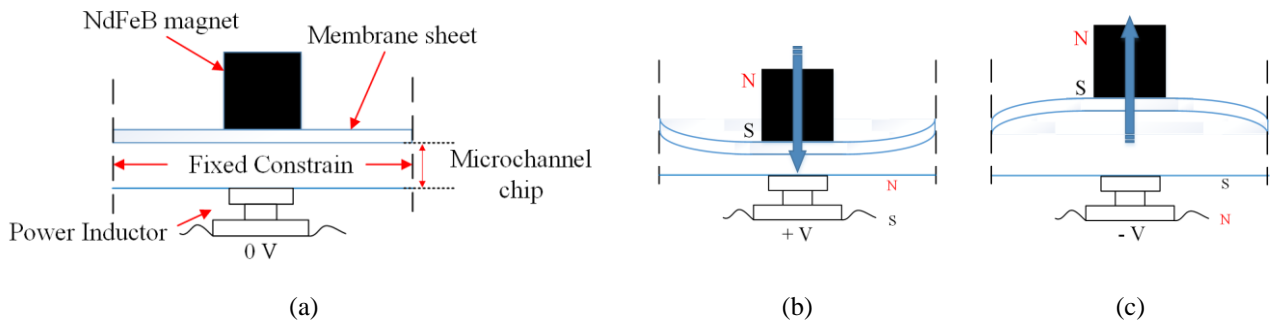 NdFeB magnet
Membrane sheet
Fixed Constrain
Microchannel
chip
Power Inductor
0 V
(a)
N
S
N
S
+ V
(b)
N
S
S
N
- V
(c)